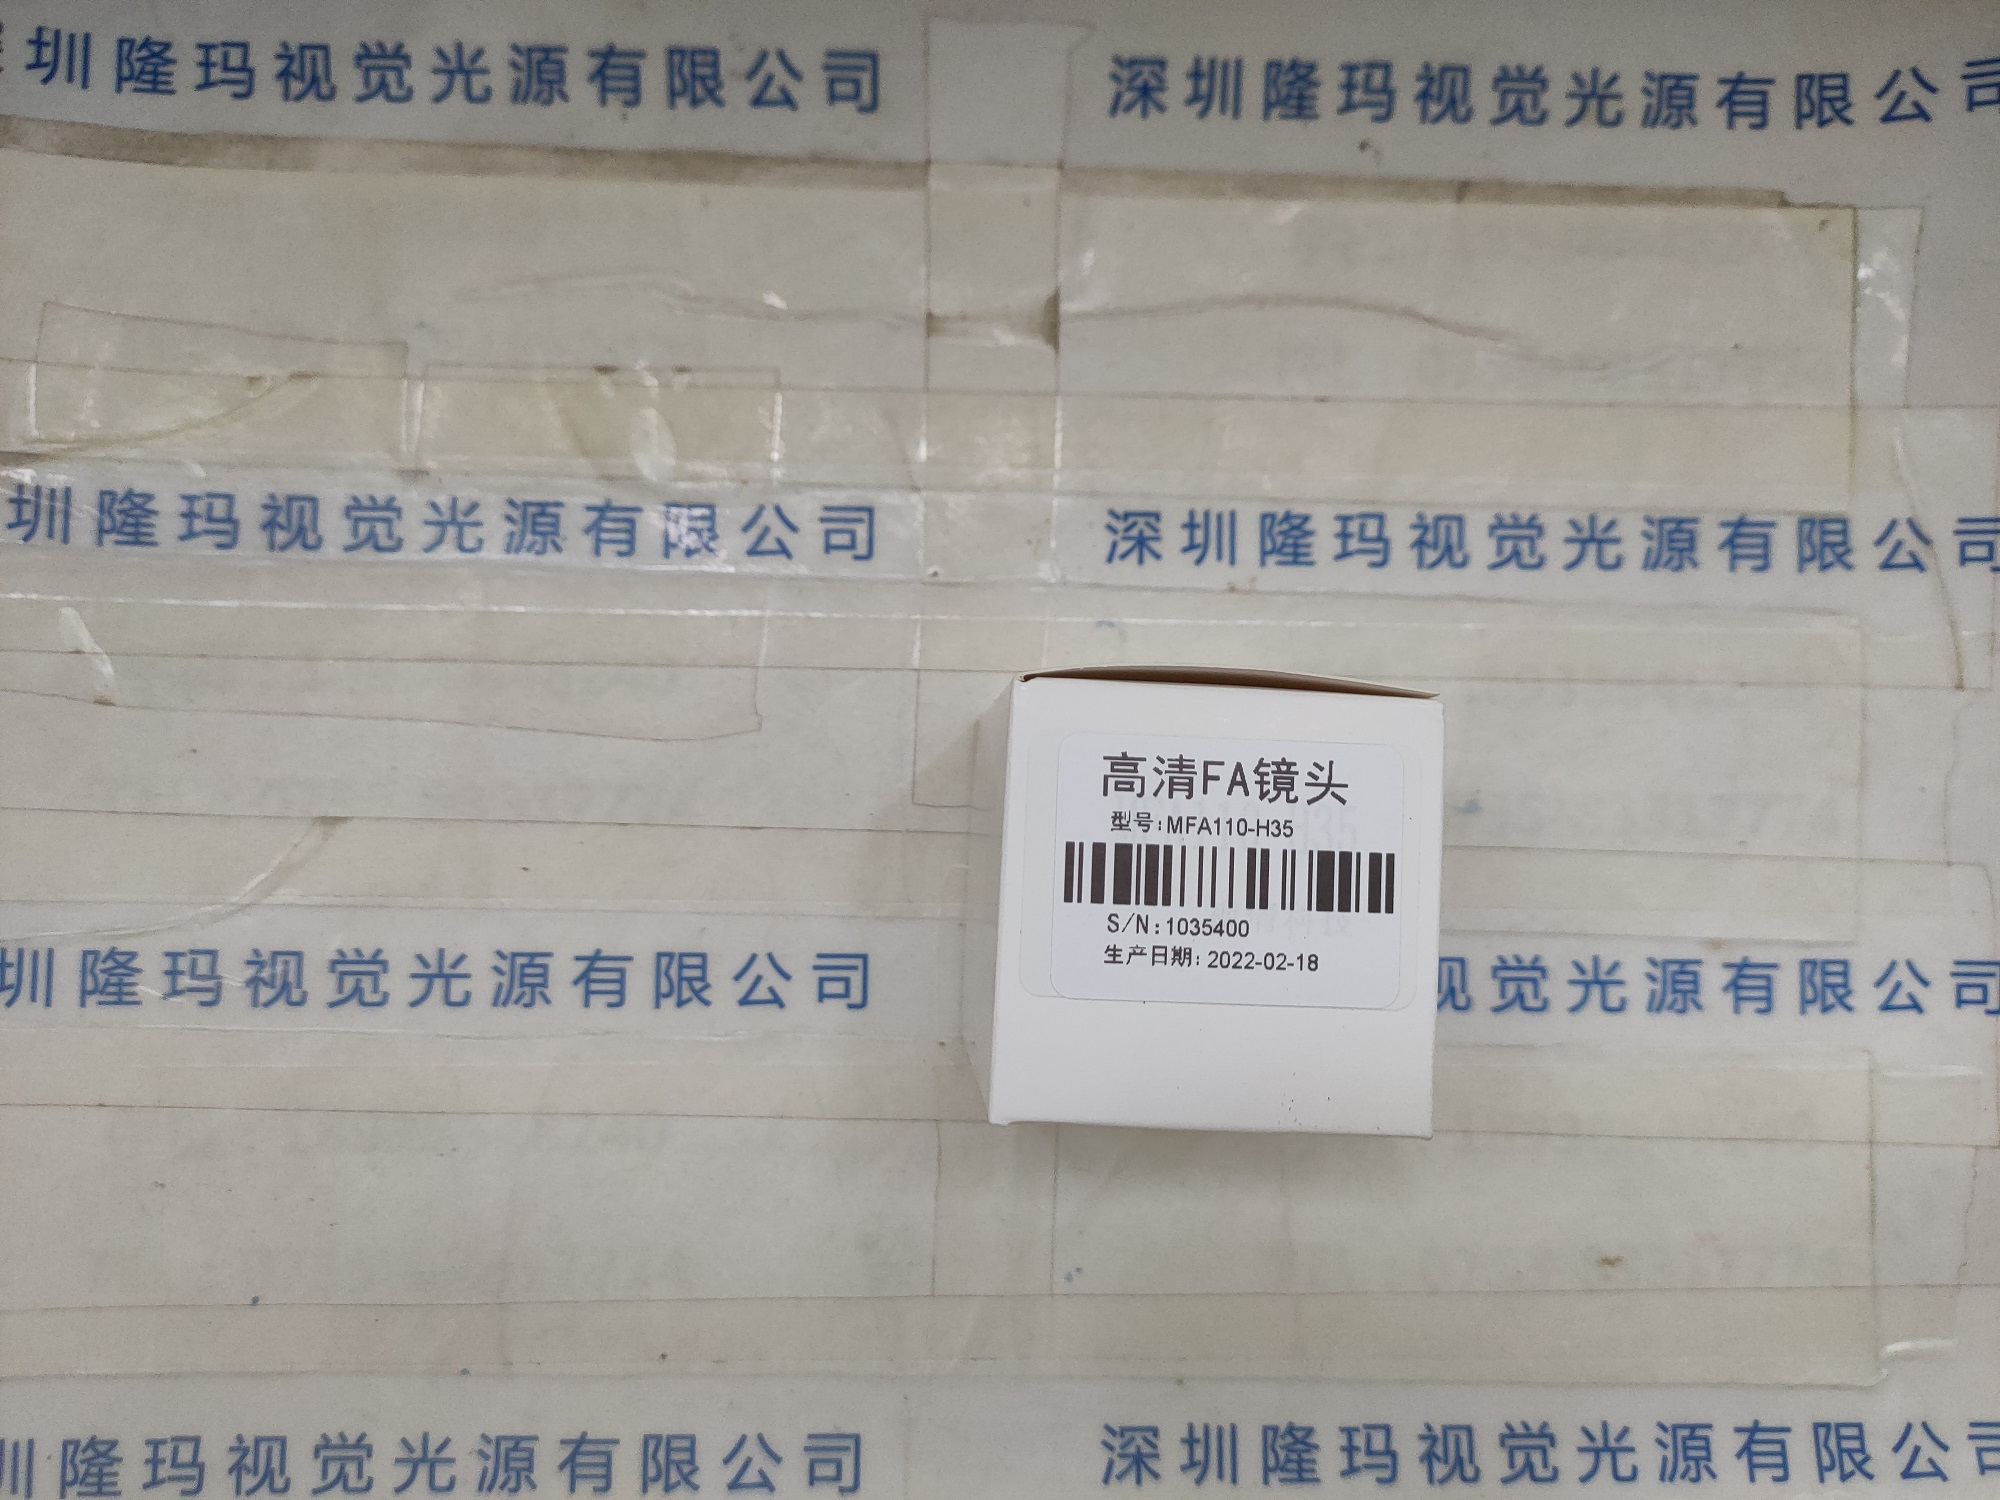 圳隆玛视觉光源有限公司
深圳隆玛视觉光源有限公司
圳隆玛视觉光源有限公司
深圳隆玛视觉光源有限公司
高清FA镜头
型号:MFA110-H35
S/N:1035400
生产日期:2022-02-18
圳隆玛视觉光源有限公司
视觉光源有限公司
圳隆玛视觉光源有限公司
深圳隆玛视觉光源有限公司